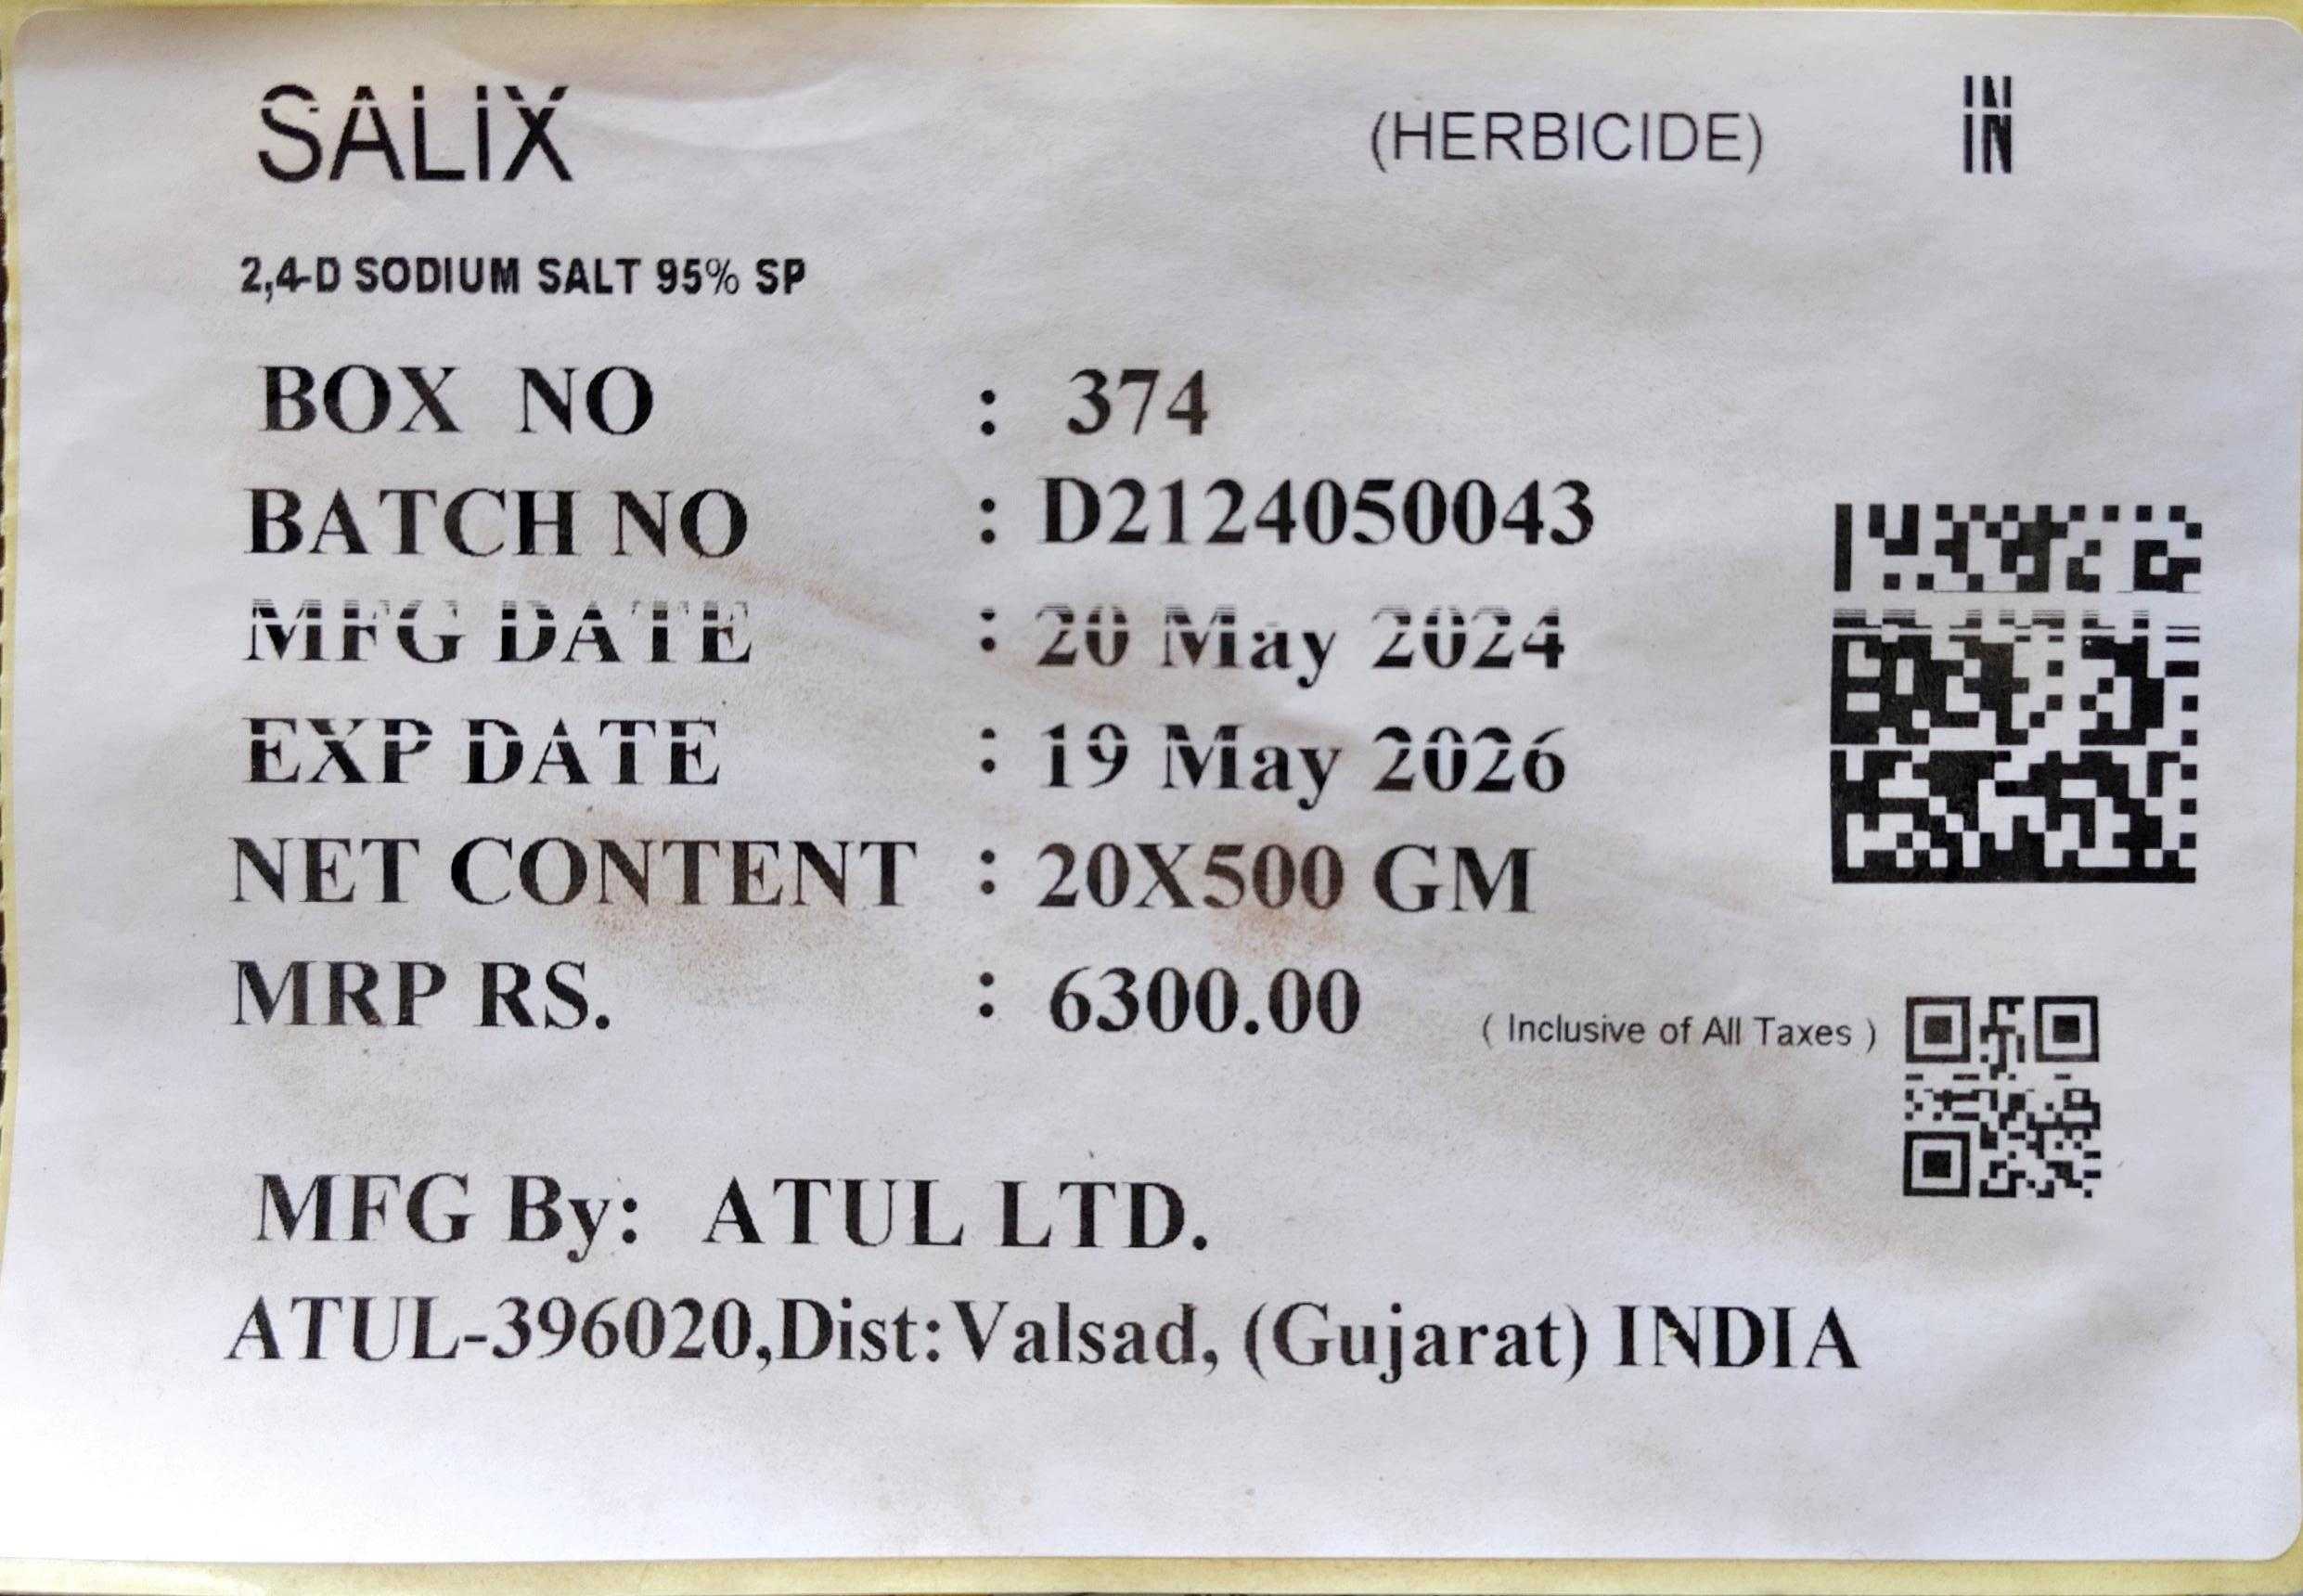 SALIX (HERBICIDE) IN
IN
2,4-D SODIUM SALT 95% SP
BOX NO : 374
BATCH NO : D2124050043
MFG DATE : 20 May 2024
EXP DATE : 19 May 2026
NET CONTENT : 20X500 GM
MRP RS. : 6300.00 ( Inclusive of All Taxes )
MFG By: ATUL LTD.
ATUL-396020,Dist:Valsad, (Gujarat) INDIA